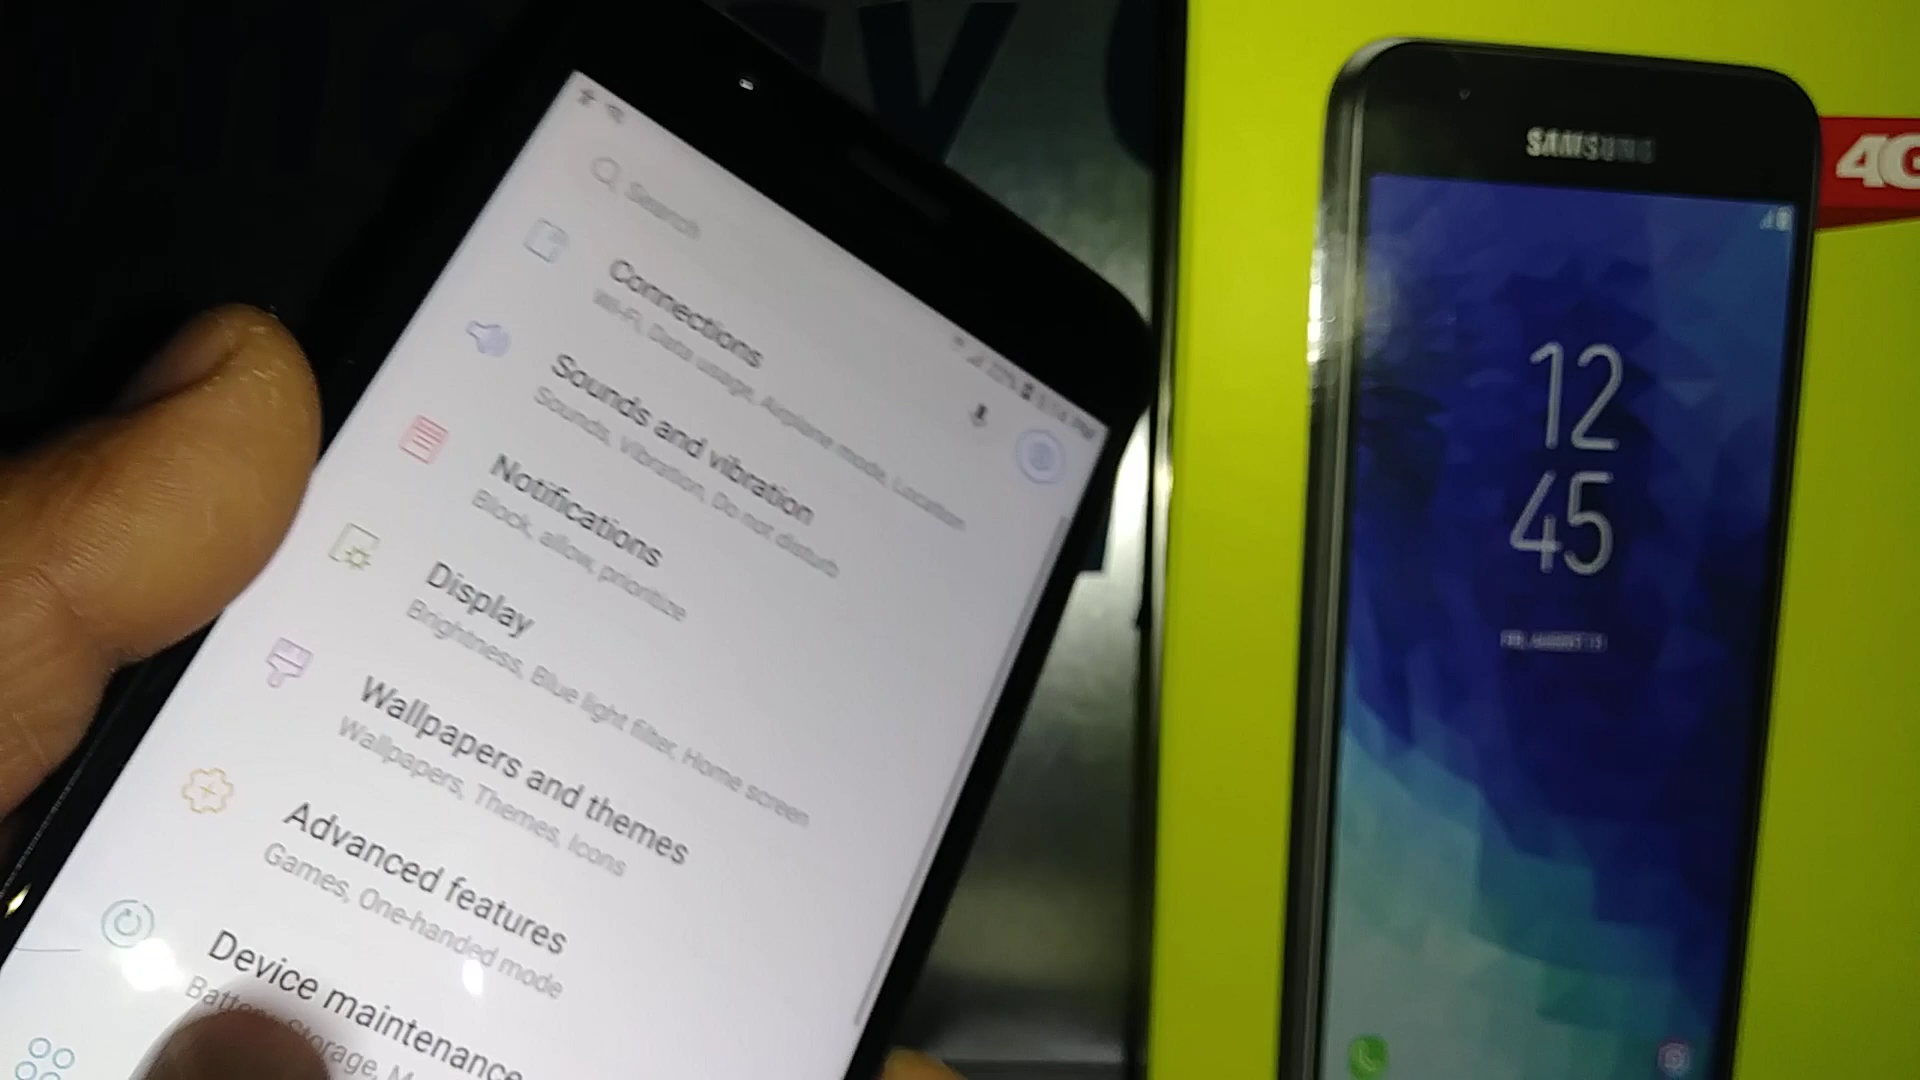 Search
Connections
Wi-Fi, Data usage, Airplane mode, Location
Sounds and vibration
Sounds, Vibration, Do not disturb
Notifications
Block, allow, prioritize
Display
Brightness, Blue light filter, Home screen
Wallpapers and themes
Wallpapers, Themes, Icons
Advanced features
Games, One-handed mode
Device maintenance
Storage,
SAMSUNG
4G
12
45